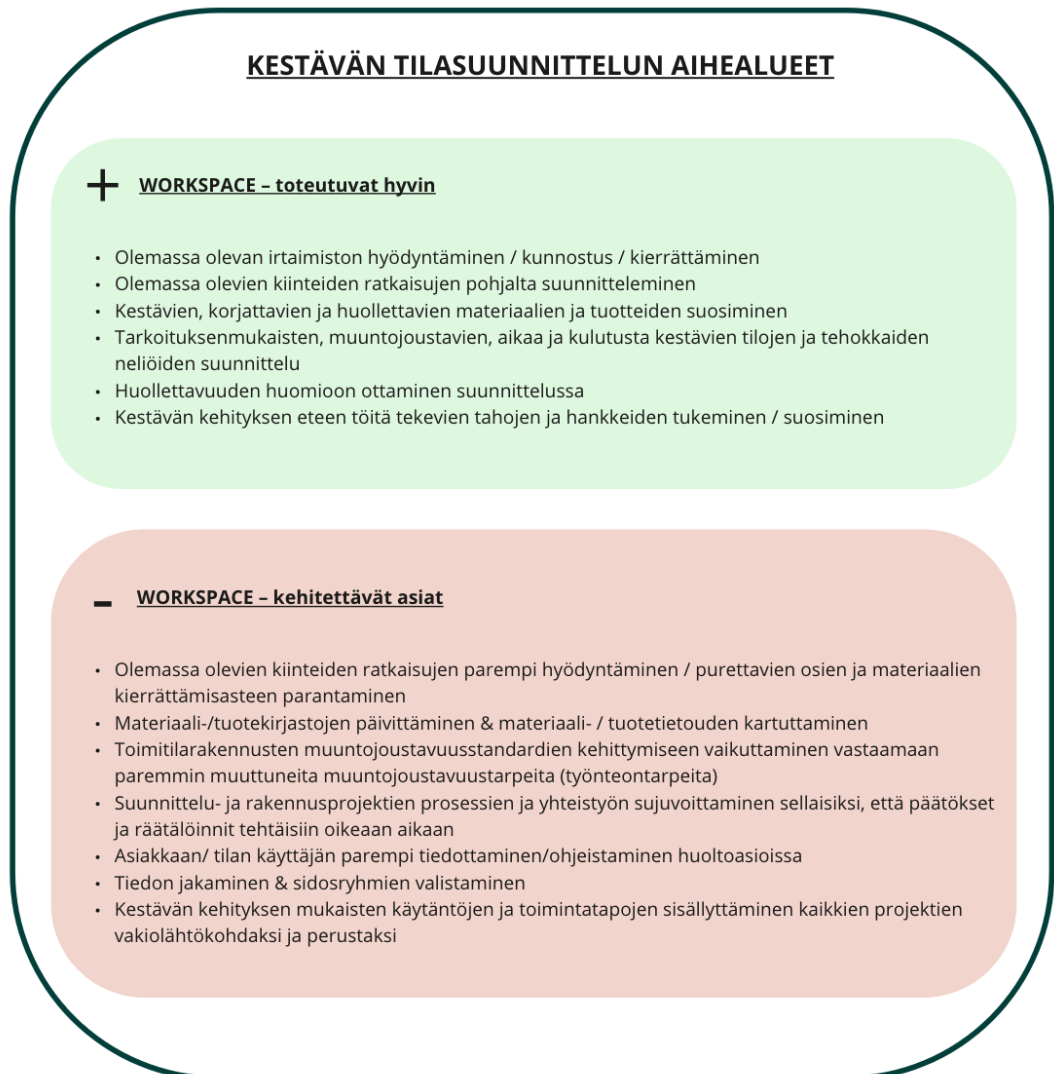 KESTÄVÄN TILASUUNNITTELUN AIHEALUEET
+ WORKSPACE – toteutuvat hyvin
• Olemassa olevan irtaimiston hyödyntäminen / kunnostus / kierrättäminen
• Olemassa olevien kiinteiden ratkaisujen pohjalta suunnitteleminen
• Kestävien, korjattavien ja huollettavien materiaalien ja tuotteiden suosiminen
• Tarkoituksenmukaisten, muuntojoustavien, aikaa ja kulutusta kestävien tilojen ja tehokkaiden
neliöiden suunnittelu
• Huollettavuuden huomioon ottaminen suunnittelussa
• Kestävän kehityksen eteen töitä tekevien tahojen ja hankkeiden tukeminen / suosiminen
- WORKSPACE – kehitettävät asiat
• Olemassa olevien kiinteiden ratkaisujen parempi hyödyntäminen / purettavien osien ja materiaalien
kierrättämisasteen parantaminen
• Materiaali-/tuotekirjastojen päivittäminen & materiaali- / tuotetietouden kartuttaminen
• Toimitilarakennusten muuntojoustavuusstandardien kehittymiseen vaikuttaminen vastaamaan
paremmin muuttuneita muuntojoustavuustarpeita (työnteontarpeita)
• Suunnittelu- ja rakennusprojektien prosessien ja yhteistyön sujuvoittaminen sellaisiksi, että päätökset
ja räätälöinnit tehtäisiin oikeaan aikaan
• Asiakkaan/ tilan käyttäjän parempi tiedottaminen/ohjeistaminen huoltoasioissa
• Tiedon jakaminen & sidosryhmien valistaminen
• Kestävän kehityksen mukaisten käytäntöjen ja toimintatapojen sisällyttäminen kaikkien projektien
vakiolähtökohdaksi ja perustaksi